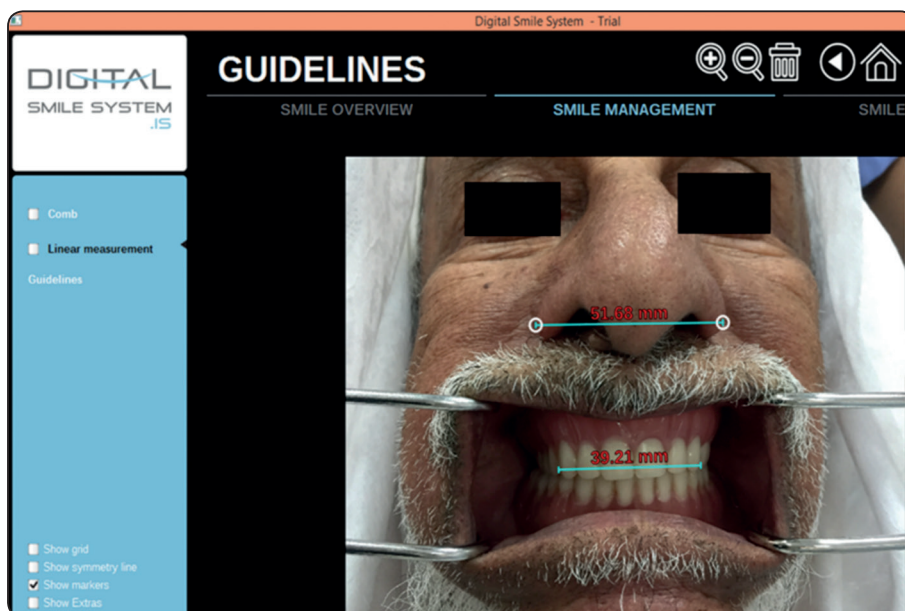 Digital Smile System - Trial
DIGITAL
SMILE SYSTEM
.IS
GUIDELINES
SMILE OVERVIEW
SMILE MANAGEMENT
SMILE
Comb
Linear measurement
Guidelines
51.68 mm
39.21 mm
Show grid
Show symmetry line
Show markers
Show Extras